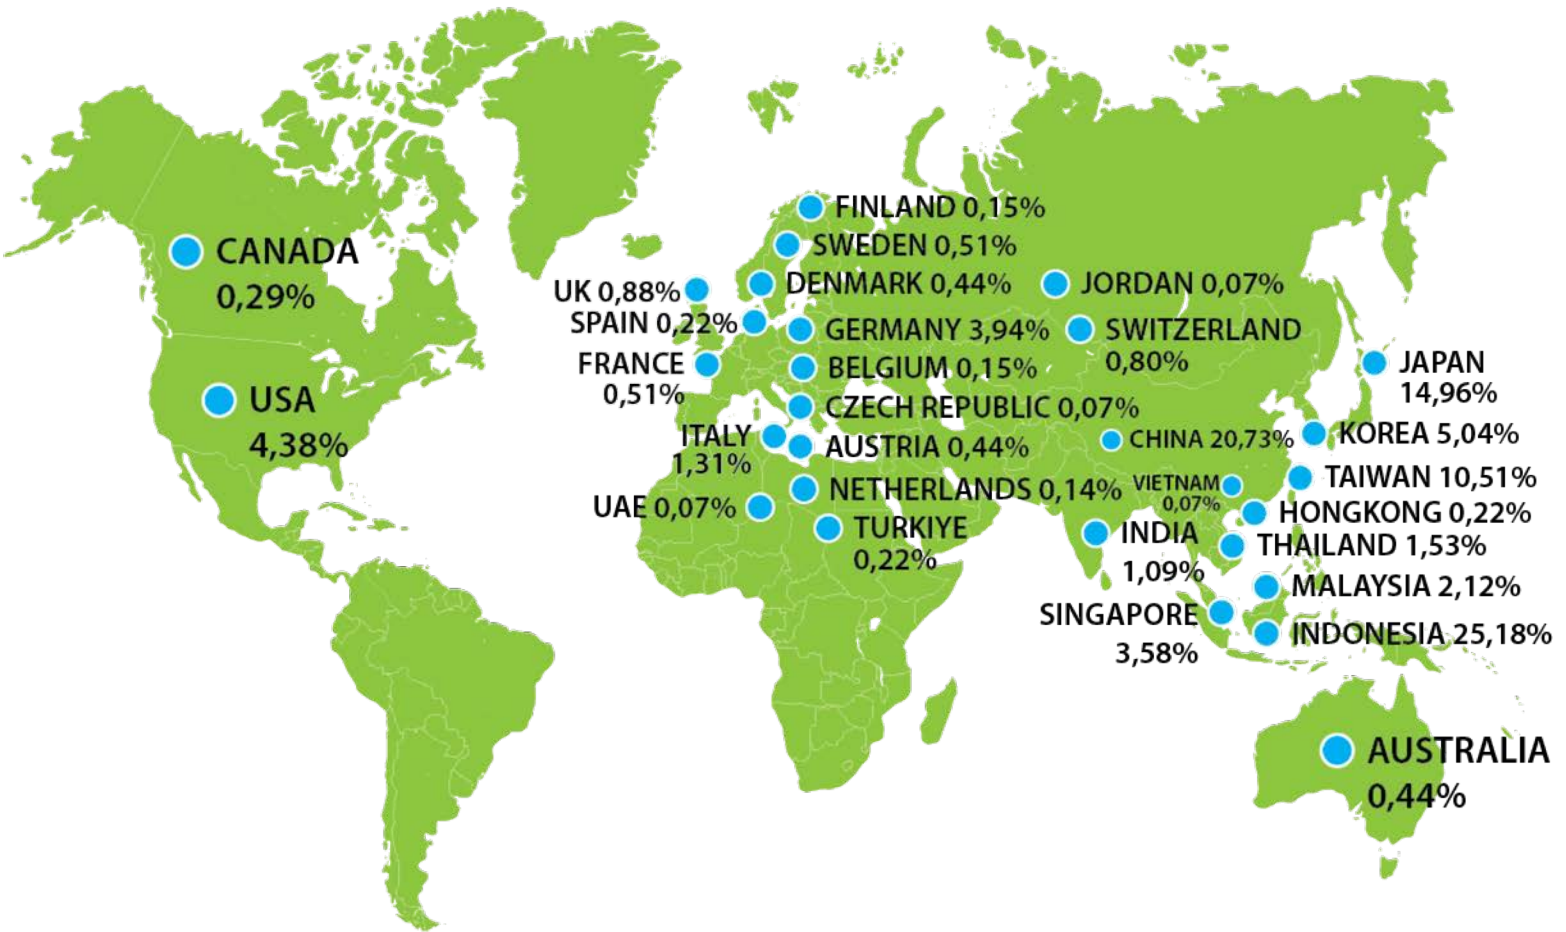 CANADA
0,29%
USA
4,38%
FINLAND 0,15%
SWEDEN 0,51%
DENMARK 0,44%
UK 0,88%
SPAIN 0,22%
GERMANY 3,94%
FRANCE
0,51%
BELGIUM 0,15%
CZECH REPUBLIC 0,07%
ITALY
1,31%
AUSTRIA 0,44%
NETHERLANDS 0,14%
UAE 0,07%
TURKIYE
0,22%
JORDAN 0,07%
SWITZERLAND
0,80%
JAPAN
14,96%
CHINA 20,73%
KOREA 5,04%
VIETNAM
0,07%
TAIWAN 10,51%
HONGKONG 0,22%
INDIA
1,09%
THAILAND 1,53%
MALAYSIA 2,12%
SINGAPORE
3,58%
INDONESIA 25,18%
AUSTRALIA
0,44%